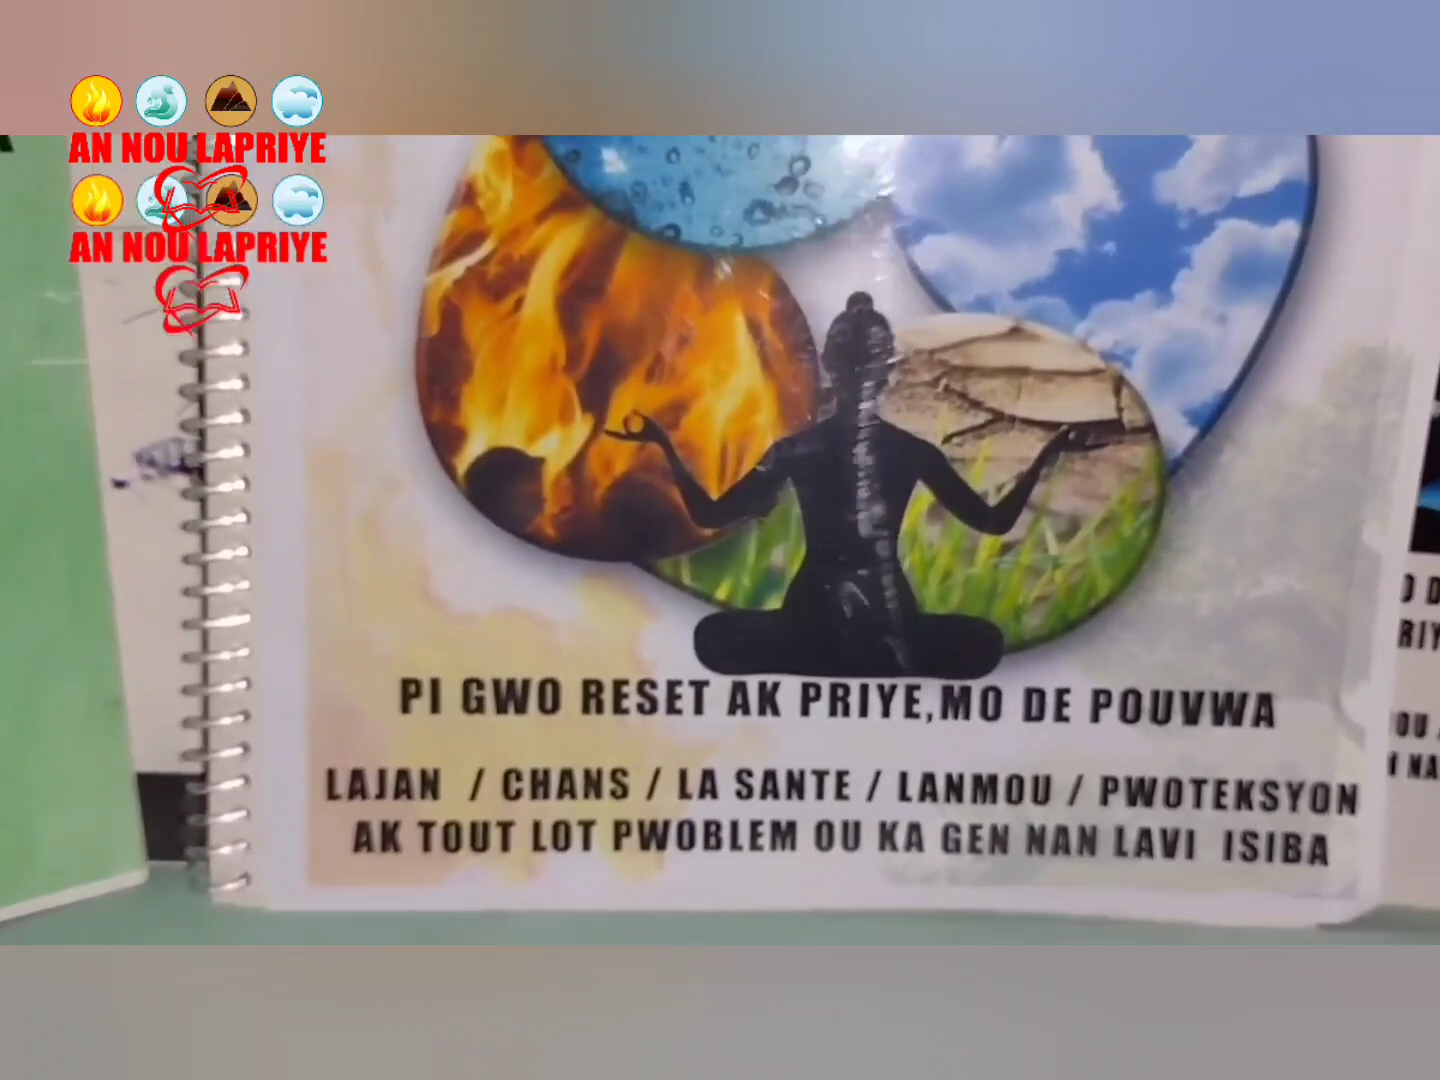 AN NOU LAPRIYE
AN NOU LAPRIYE
PI GWO RESET AK PRIYE,MO DE POUVWA
LAJAN / CHANS / LA SANTE / LANMOU / PWOTEKSYON
AK TOUT LOT PWOBLEM OU KA GEN NAN LAVI ISIBA